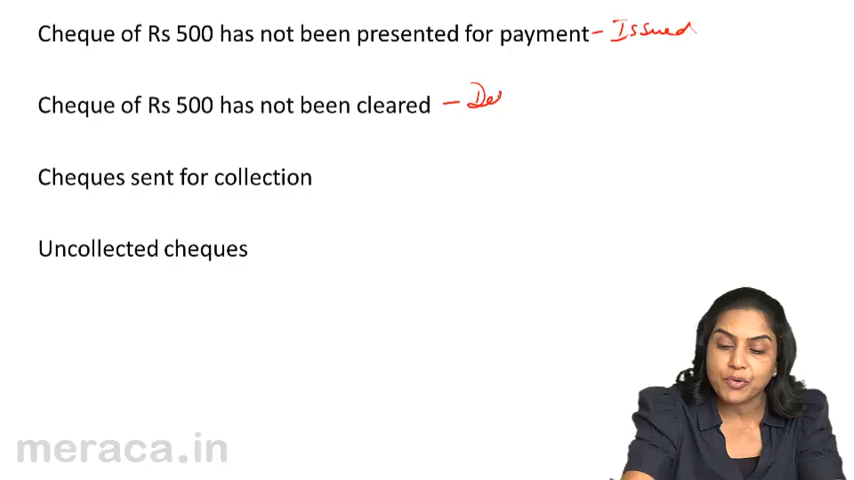 Cheque of Rs 500 has not been presented for payment - Issued
Cheque of Rs 500 has not been cleared - De
Cheques sent for collection
Uncollected cheques
meraca.in